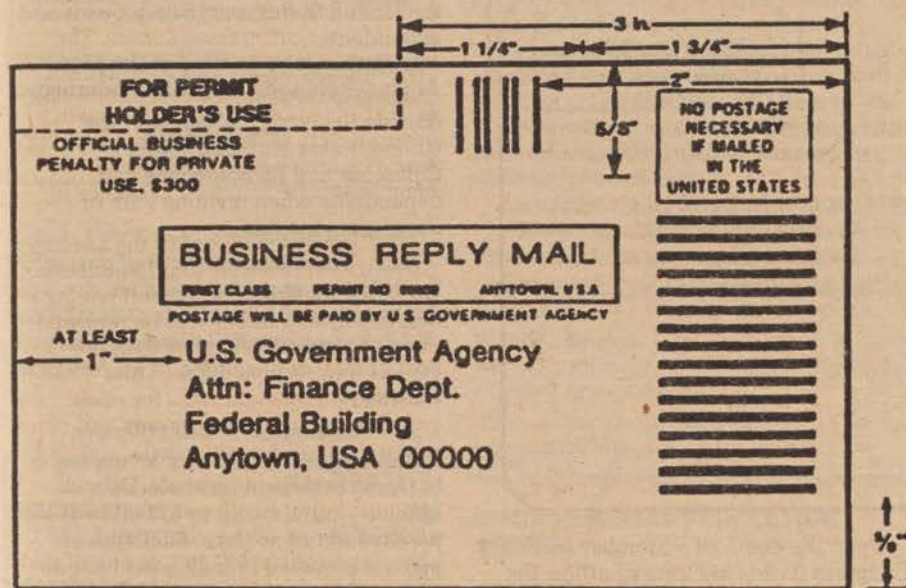 3 in
1 1/4" 1 3/4"
FOR PERMIT
HOLDER'S USE
2"
5/8"
OFFICIAL BUSINESS
PENALTY FOR PRIVATE
USE, $300
NO POSTAGE
NECESSARY
IF MAILED
IN THE
UNITED STATES
BUSINESS REPLY MAIL
FIRST CLASS PERMIT NO ANYTOWN, U S A
POSTAGE WILL BE PAID BY U S GOVERNMENT AGENCY
AT LEAST
1"
U.S. Government Agency
Attn: Finance Dept.
Federal Building
Anytown, USA 00000
5/8"